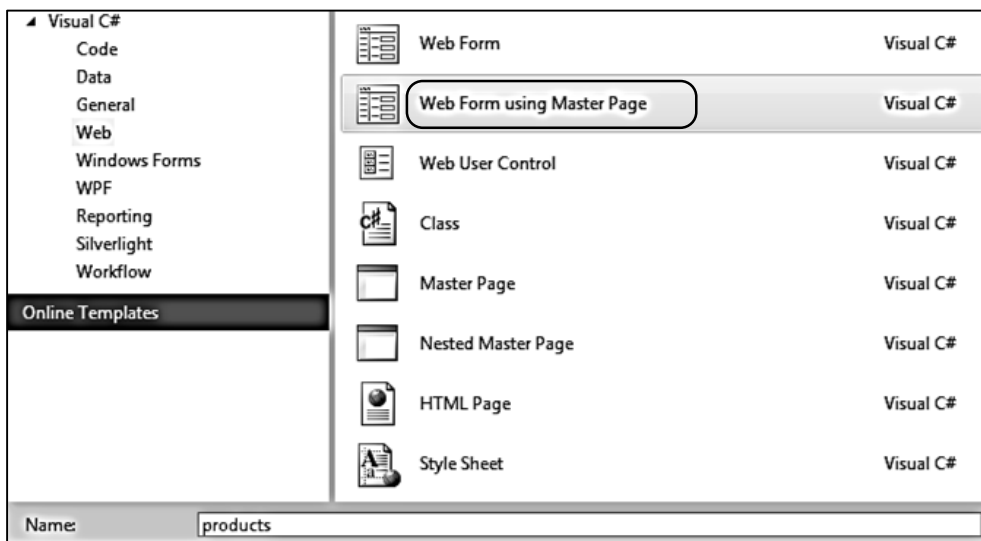 Visual C#
Code
Data
General
Web
Windows Forms
WPF
Reporting
Silverlight
Workflow
Online Templates
Web Form Visual C#
Web Form using Master Page Visual C#
Web User Control Visual C#
Class Visual C#
Master Page Visual C#
Nested Master Page Visual C#
HTML Page Visual C#
Style Sheet Visual C#
Name: products